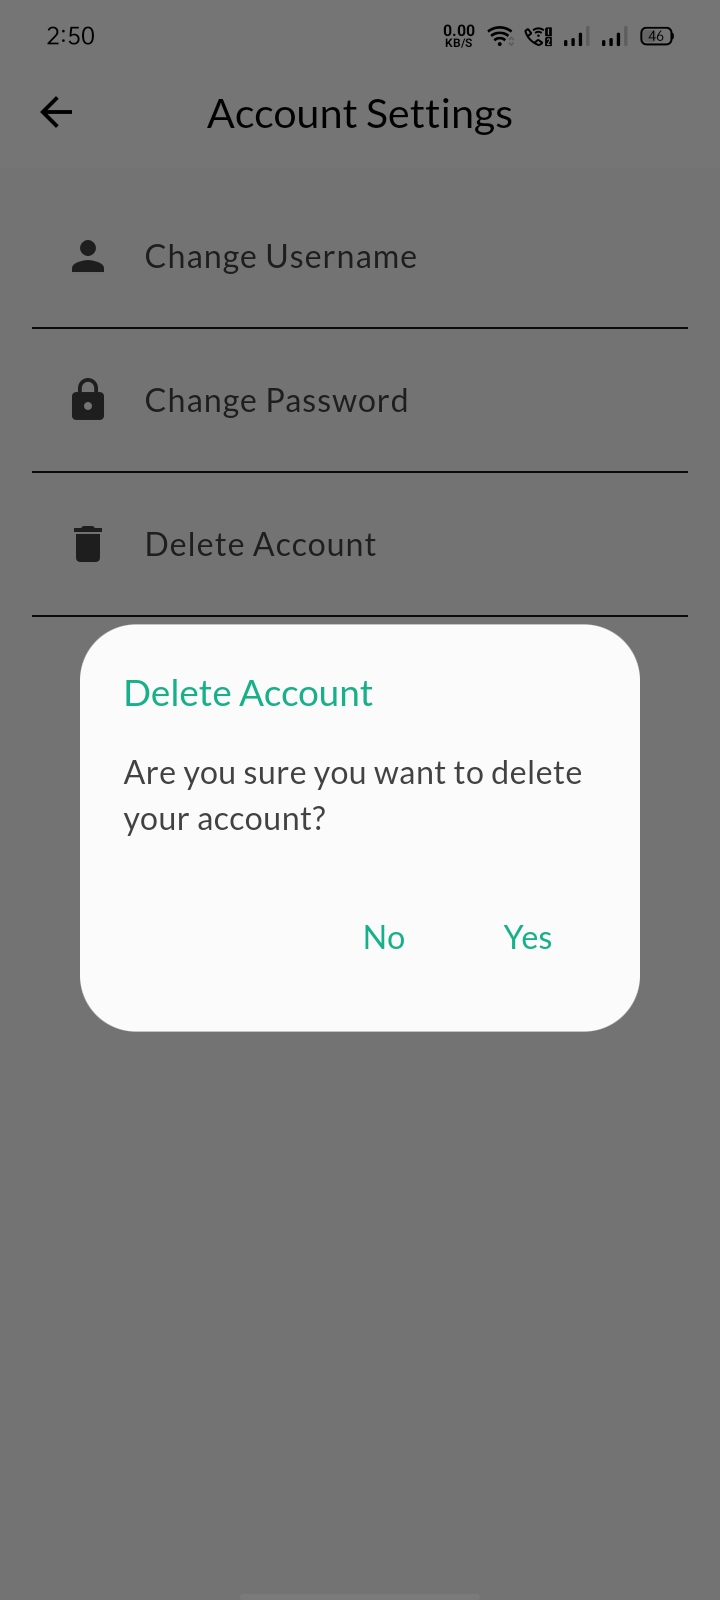 2:50
0.00
KB/S
46
Account Settings
Change Username
Change Password
Delete Account
Delete Account
Are you sure you want to delete
your account?
No
Yes